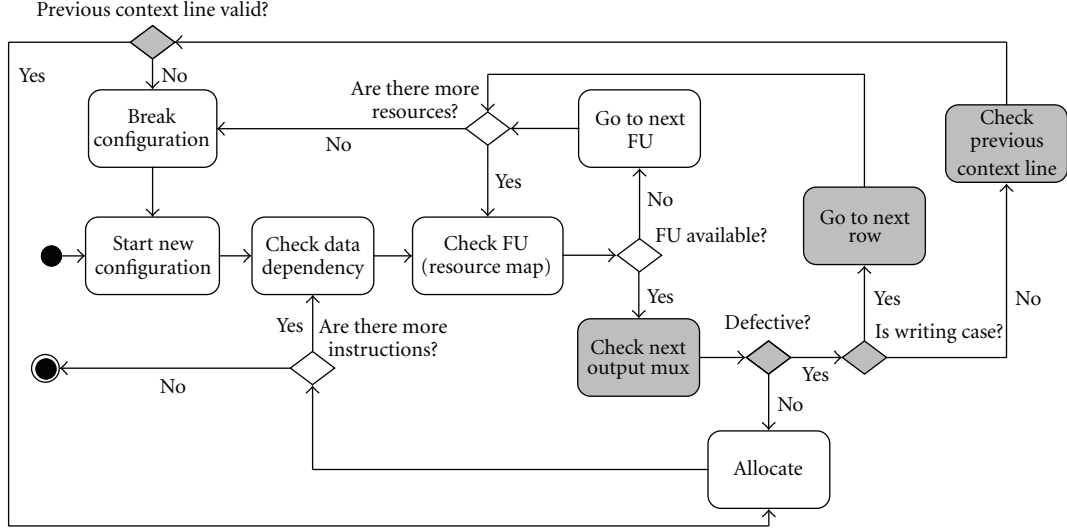 Previous context line valid?
Yes
No
Break
configuration
Are there more
resources?
No
Yes
Go to next
FU
No
Check
previous
context line
Go to next
row
Start new
configuration
Check data
dependency
Check FU
(resource map)
FU available?
Yes
Yes
No
Yes
Are there more
instructions?
No
Check next
output mux
Defective?
Yes
Is writing case?
No
Allocate